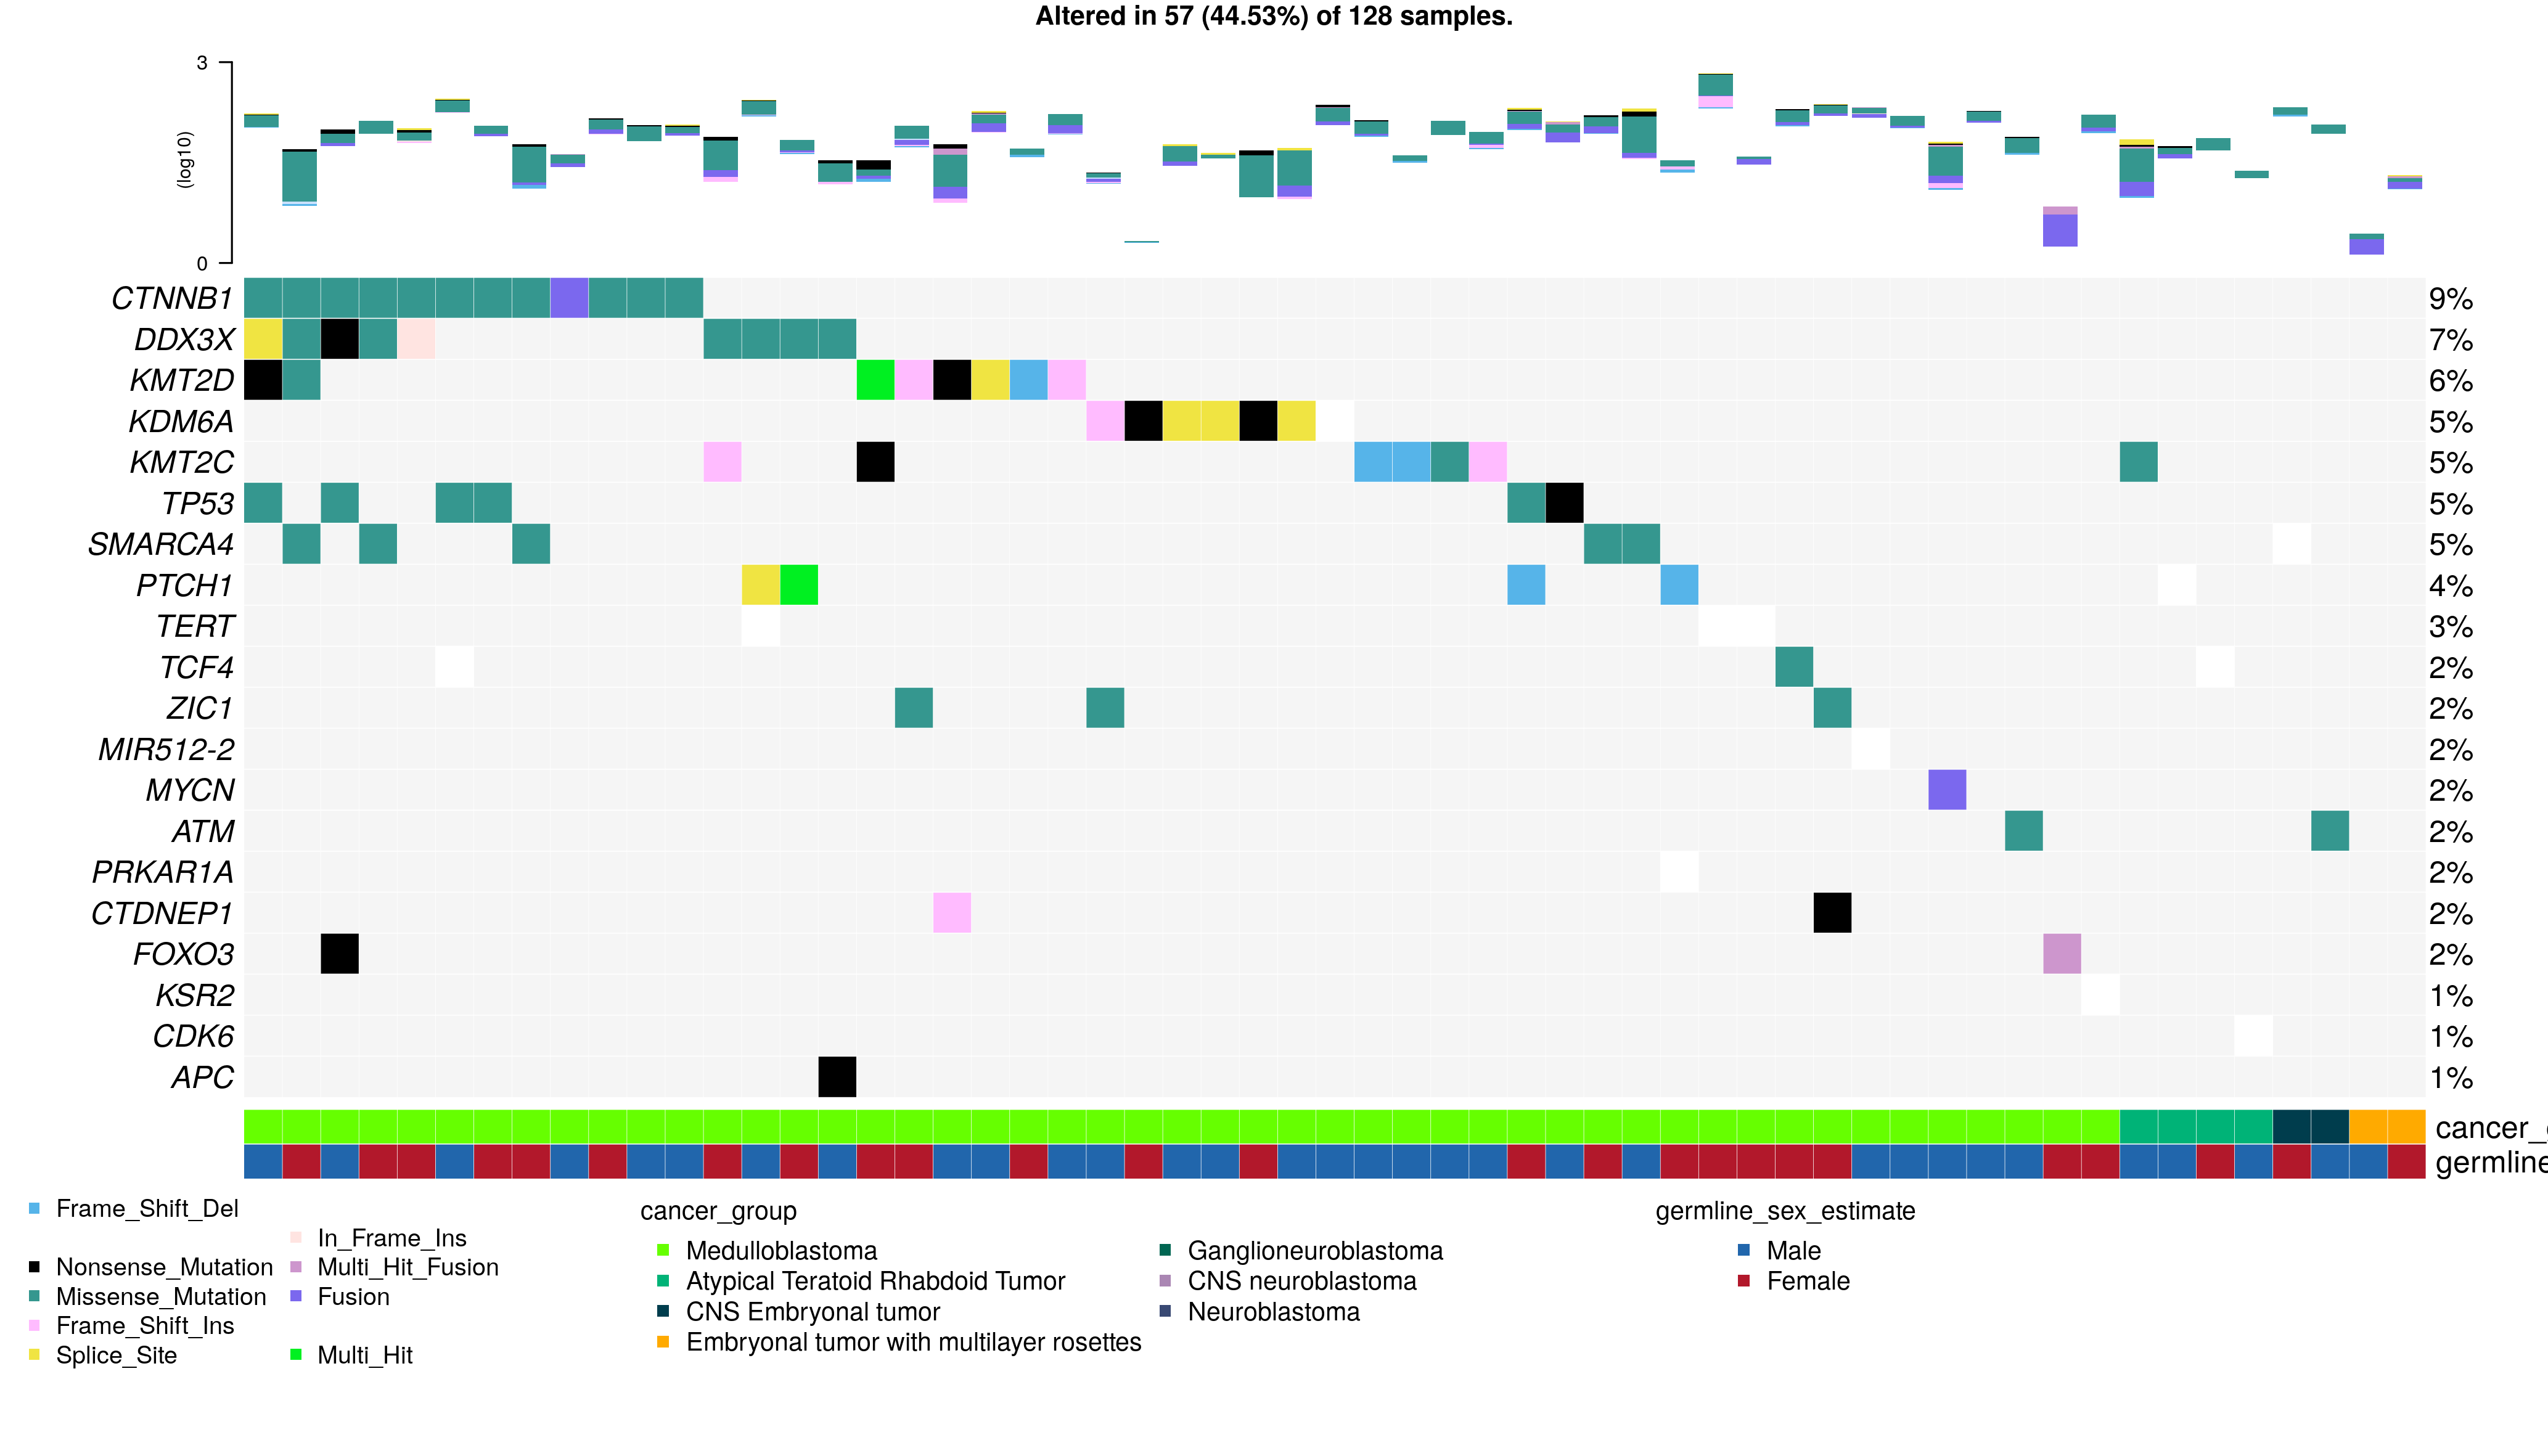 Altered in 57 (44.53%) of 128 samples.
3
(log10)
0
CTNNB1 9%
DDX3X 7%
KMT2D 6%
KDM6A 5%
KMT2C 5%
TP53 5%
SMARCA4 5%
PTCH1 4%
TERT 3%
TCF4 2%
ZIC1 2%
MIR512-2 2%
MYCN 2%
ATM 2%
PRKAR1A 2%
CTDNEP1 2%
FOXO3 2%
KSR2 1%
CDK6 1%
APC 1%
cancer_
germline
Frame_Shift_Del
Nonsense_Mutation
Missense_Mutation
Frame_Shift_Ins
Splice_Site
In_Frame_Ins
Multi_Hit_Fusion
Fusion
Multi_Hit
cancer_group
Medulloblastoma
Atypical Teratoid Rhabdoid Tumor
CNS Embryonal tumor
Embryonal tumor with multilayer rosettes
Ganglioneuroblastoma
CNS neuroblastoma
Neuroblastoma
germline_sex_estimate
Male
Female